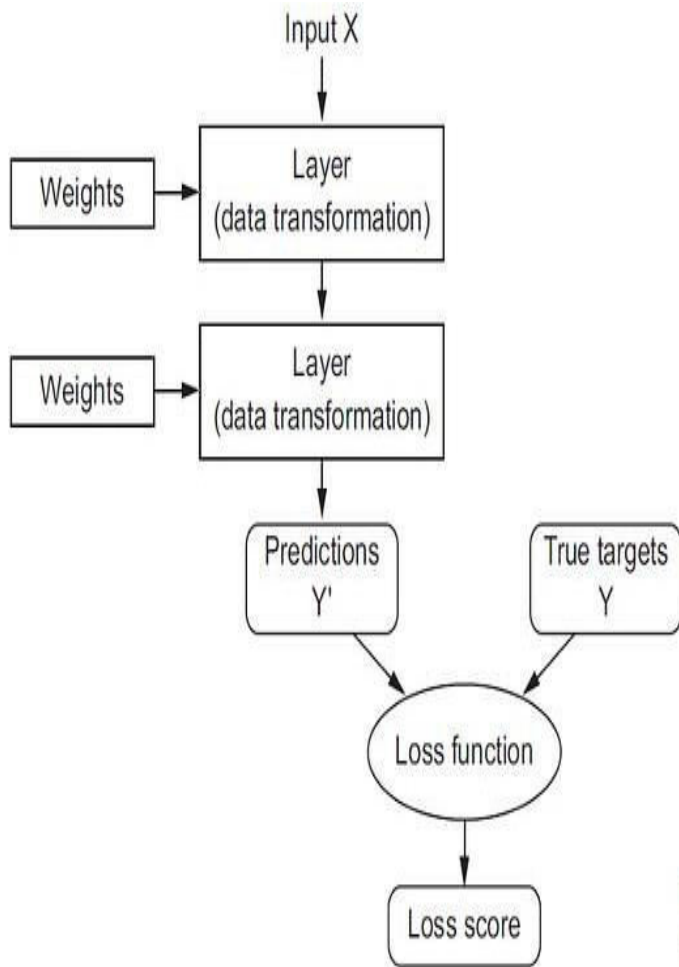 Input X
Weights
Layer
(data transformation)
Weights
Layer
(data transformation)
Predictions
Y'
True targets
Y
Loss function
Loss score